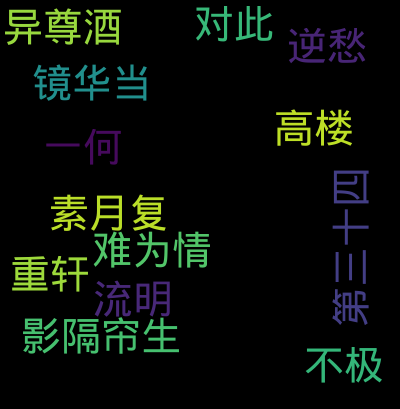 异尊酒
对此
逆愁
镜华当
高楼
一何
第三十四
素月复
难为情
重轩
流明
影隔帘生
不极